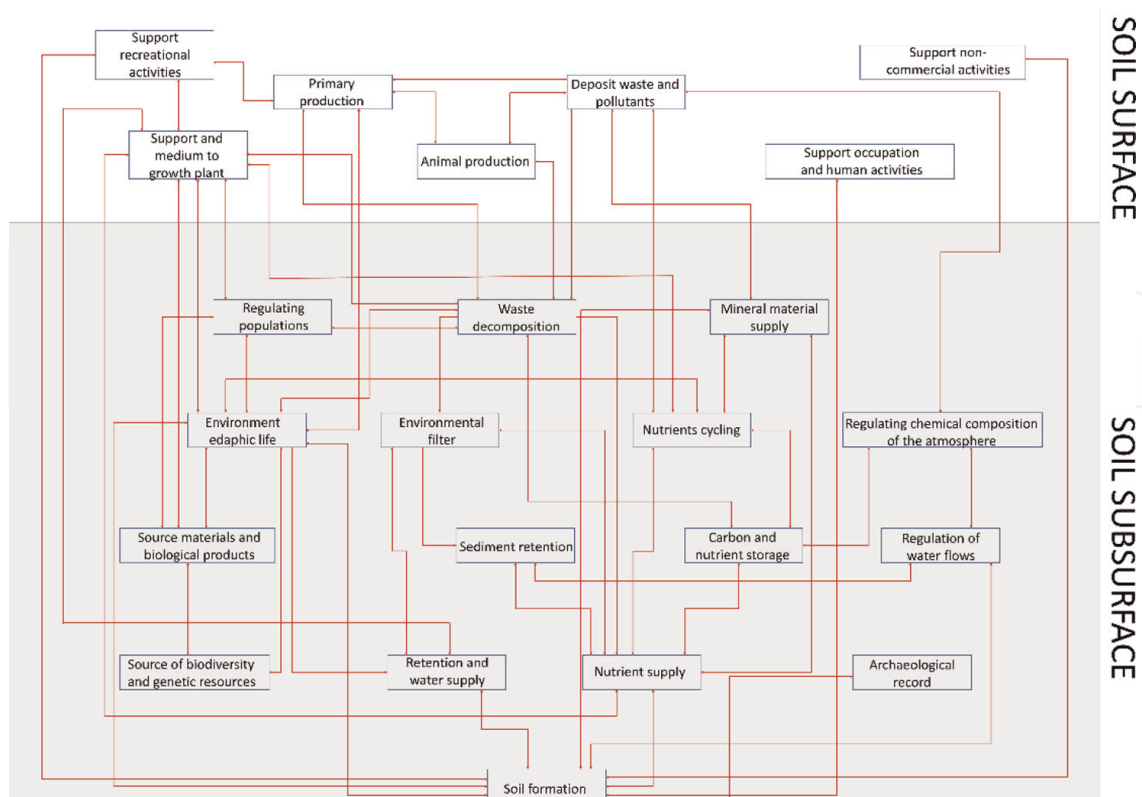 Support
recreational
activities
Primary
production
Deposit waste and
pollutants
Support non-
commercial activities
SOIL SURFACE
Support and
medium to
growth plant
Animal production
Support occupation
and human activities
Regulating
populations
Waste
decomposition
Mineral material
supply
Environment
edaphic life
Environmental
filter
Nutrients cycling
Regulating chemical composition
of the atmosphere
SOIL SUBSURFACE
Source materials and
biological products
Sediment retention
Carbon and
nutrient storage
Regulation of
water flows
Source of biodiversity
and genetic resources
Retention and
water supply
Nutrient supply
Archaeological
record
Soil formation